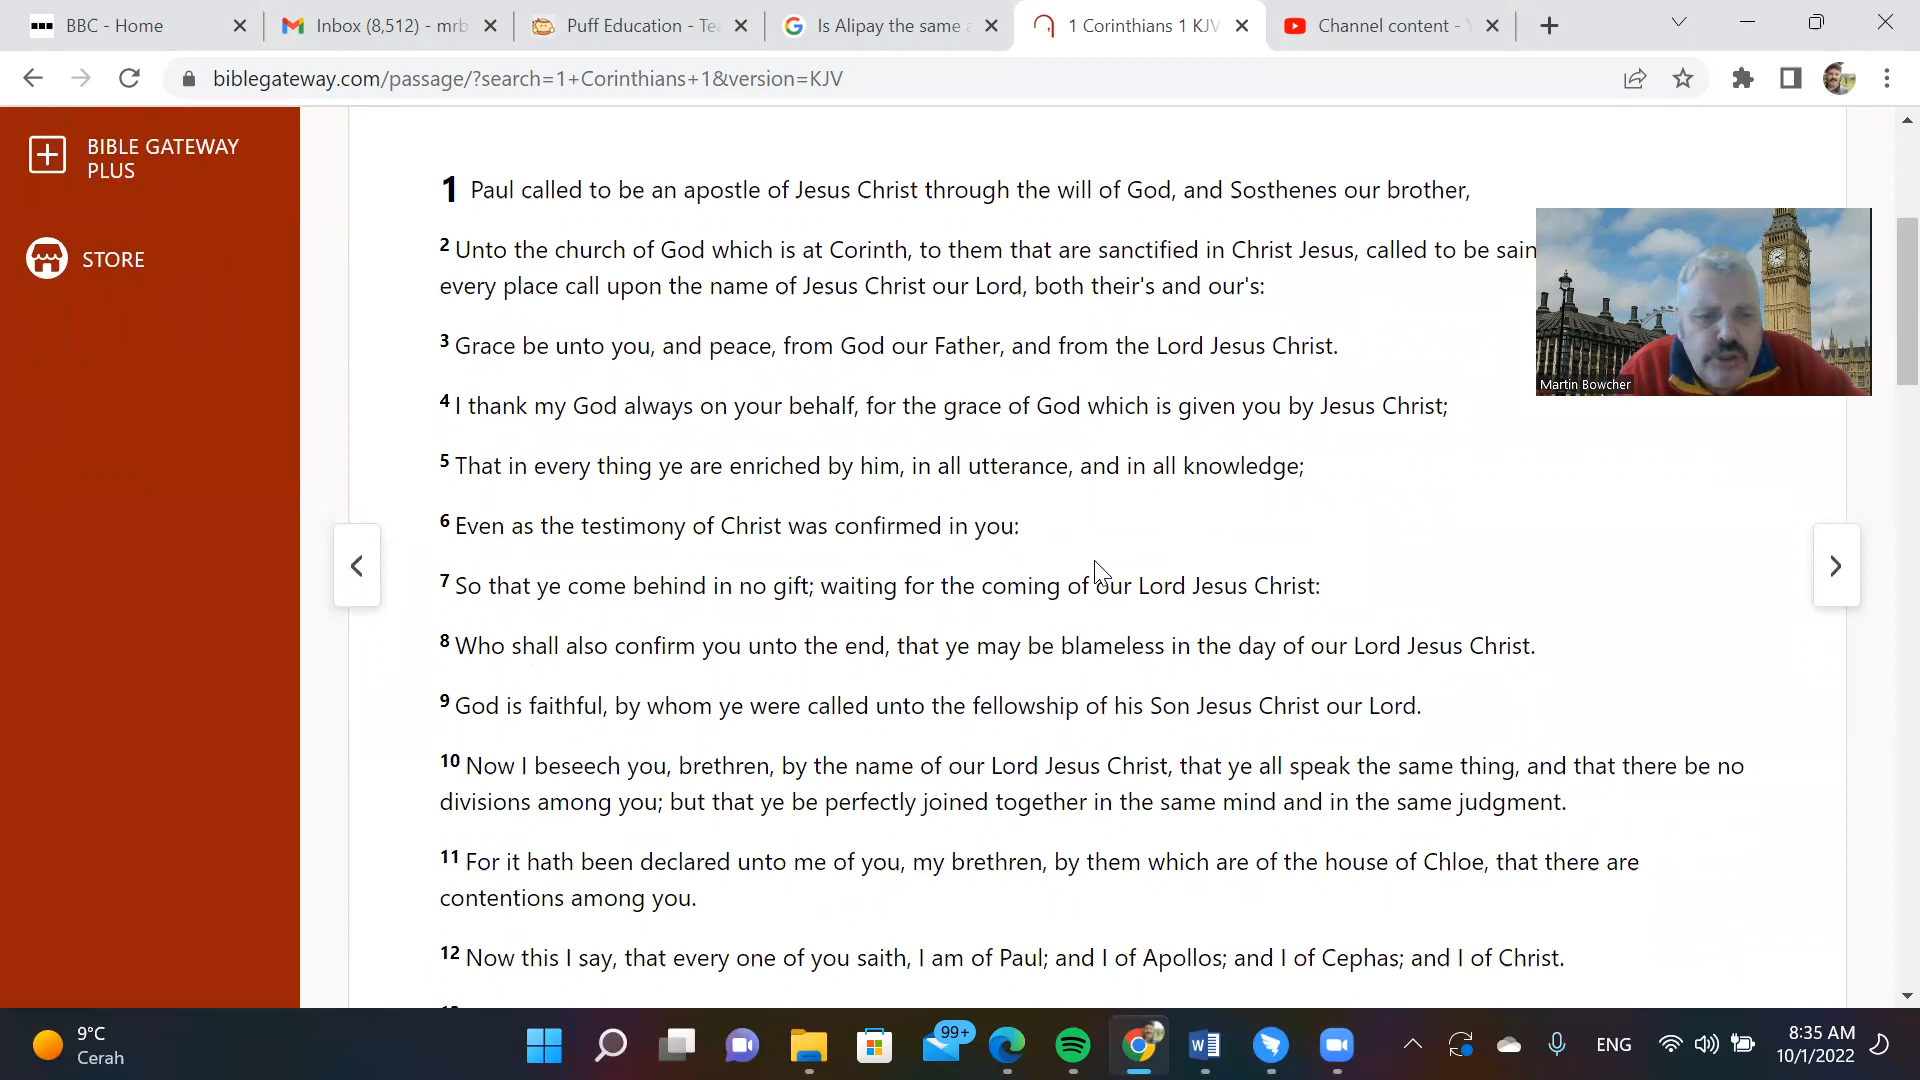 BBC - Home
Inbox (8,512) - mrb
Puff Education - Tea
Is Alipay the same a
1 Corinthians 1 KJV
Channel content -
biblegateway.com/passage/?search=1+Corinthians+1&version=KJV
BIBLE GATEWAY
PLUS
STORE
1 Paul called to be an apostle of Jesus Christ through the will of God, and Sosthenes our brother,
2 Unto the church of God which is at Corinth, to them that are sanctified in Christ Jesus, called to be sain
every place call upon the name of Jesus Christ our Lord, both their's and our's:
3 Grace be unto you, and peace, from God our Father, and from the Lord Jesus Christ.
4 I thank my God always on your behalf, for the grace of God which is given you by Jesus Christ;
5 That in every thing ye are enriched by him, in all utterance, and in all knowledge;
6 Even as the testimony of Christ was confirmed in you:
7 So that ye come behind in no gift; waiting for the coming of our Lord Jesus Christ:
8 Who shall also confirm you unto the end, that ye may be blameless in the day of our Lord Jesus Christ.
9 God is faithful, by whom ye were called unto the fellowship of his Son Jesus Christ our Lord.
10 Now I beseech you, brethren, by the name of our Lord Jesus Christ, that ye all speak the same thing, and that there be no
divisions among you; but that ye be perfectly joined together in the same mind and in the same judgment.
11 For it hath been declared unto me of you, my brethren, by them which are of the house of Chloe, that there are
contentions among you.
12 Now this I say, that every one of you saith, I am of Paul; and I of Apollos; and I of Cephas; and I of Christ.
Martin Bowcher
9°C
Cerah
99+
ENG
8:35 AM
10/1/2022